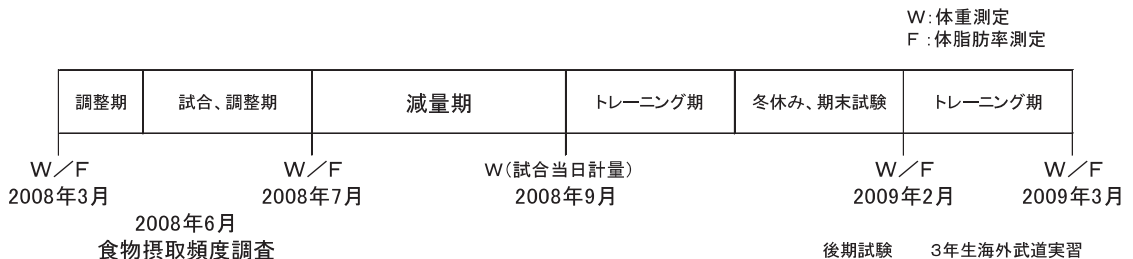 W：体重測定
F：体脂肪率測定
調整期 試合、調整期 減量期 トレーニング期 冬休み、期末試験 トレーニング期
W／F W／F W（試合当日計量） W／F W／F
2008年3月 2008年7月 2008年9月 2009年2月 2009年3月
2008年6月
食物摂取頻度調査 後期試験 3年生海外武道実習